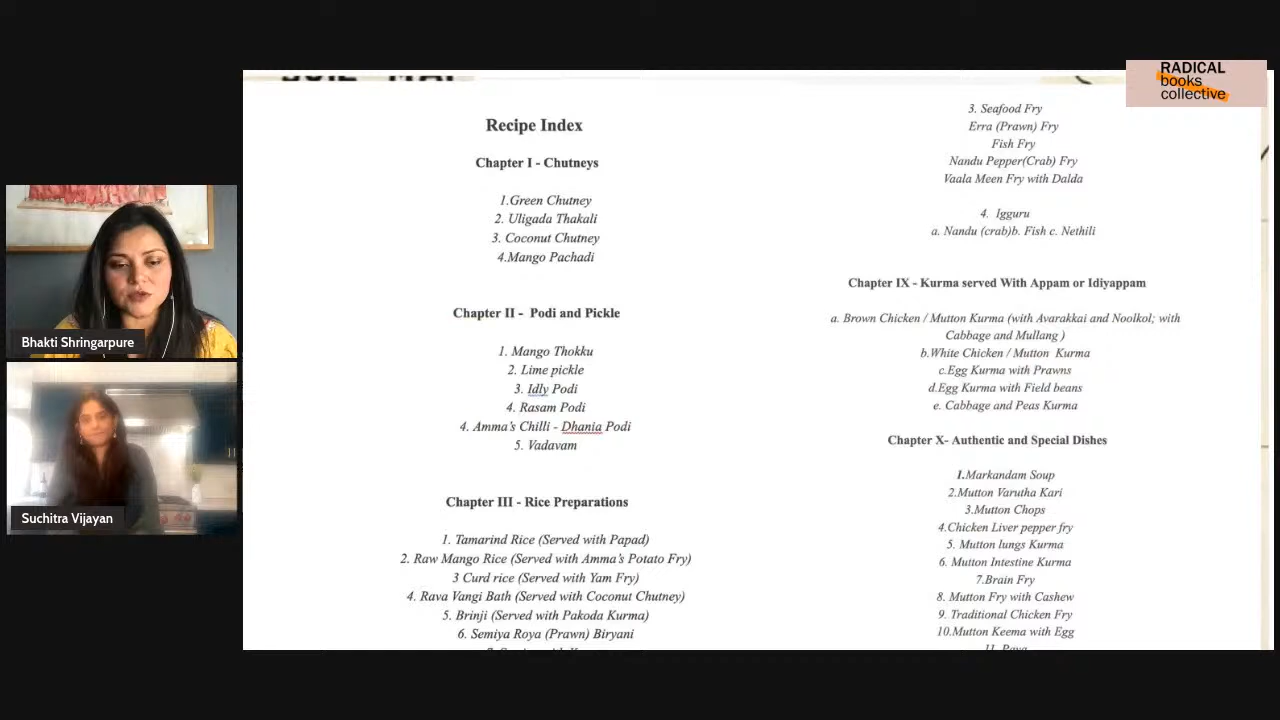 RADICAL
books
collective
Bhakti Shringarpure
Suchitra Vijayan
Recipe Index
Chapter I - Chutneys
1.Green Chutney
2. Uligada Thakali
3. Coconut Chutney
4.Mango Pachadi
Chapter II - Podi and Pickle
1. Mango Thokku
2. Lime pickle
3. Idly Podi
4. Rasam Podi
4. Amma's Chilli - Dhania Podi
5. Vadavam
Chapter III - Rice Preparations
1. Tamarind Rice (Served with Papad)
2. Raw Mango Rice (Served with Amma's Potato Fry)
3 Curd rice (Served with Yam Fry)
4. Rava Vangi Bath (Served with Coconut Chutney)
5. Brinji (Served with Pakoda Kurma)
6. Semiya Roya (Prawn) Biryani
3. Seafood Fry
Erra (Prawn) Fry
Fish Fry
Nandu Pepper(Crab) Fry
Vaala Meen Fry with Dalda
4. Igguru
a. Nandu (crab)b. Fish c. Nethili
Chapter IX - Kurma served With Appam or Idiyappam
a. Brown Chicken / Mutton Kurma (with Avarakkai and Noolkol; with
Cabbage and Mullang )
b.White Chicken / Mutton Kurma
c.Egg Kurma with Prawns
d.Egg Kurma with Field beans
e. Cabbage and Peas Kurma
Chapter X- Authentic and Special Dishes
1.Markandam Soup
2.Mutton Varutha Kari
3.Mutton Chops
4.Chicken Liver pepper fry
5. Mutton lungs Kurma
6. Mutton Intestine Kurma
7.Brain Fry
8. Mutton Fry with Cashew
9. Traditional Chicken Fry
10.Mutton Keema with Egg
11. Paya